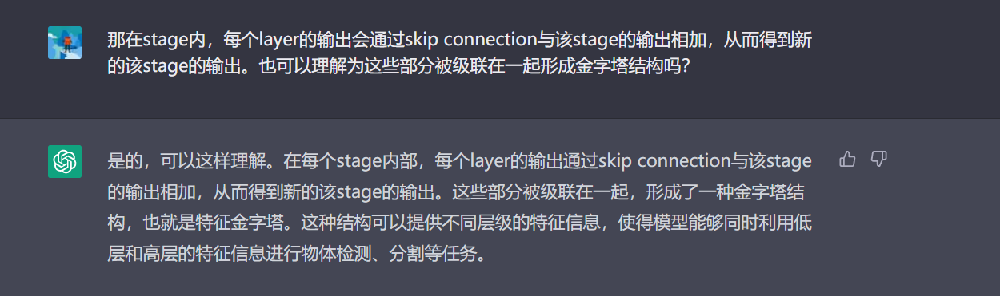 那在stage内，每个layer的输出会通过skip connection与该stage的输出相加，从而得到新
的该stage的输出。也可以理解为这些部分被级联在一起形成金字塔结构吗？
是的，可以这样理解。在每个stage内部，每个layer的输出通过skip connection与该stage
的输出相加，从而得到新的该stage的输出。这些部分被级联在一起，形成了一种金字塔结
构，也就是特征金字塔。这种结构可以提供不同层级的特征信息，使得模型能够同时利用低
层和高层的特征信息进行物体检测、分割等任务。